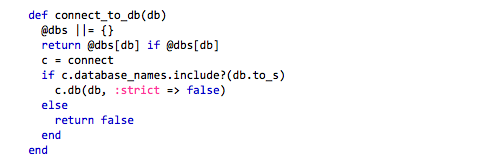 def connect_to_db(db)
  @dbs ||= {}
  return @dbs[db] if @dbs[db]
  c = connect
  if c.database_names.include?(db.to_s)
    c.db(db, :strict => false)
  else
    return false
  end
end